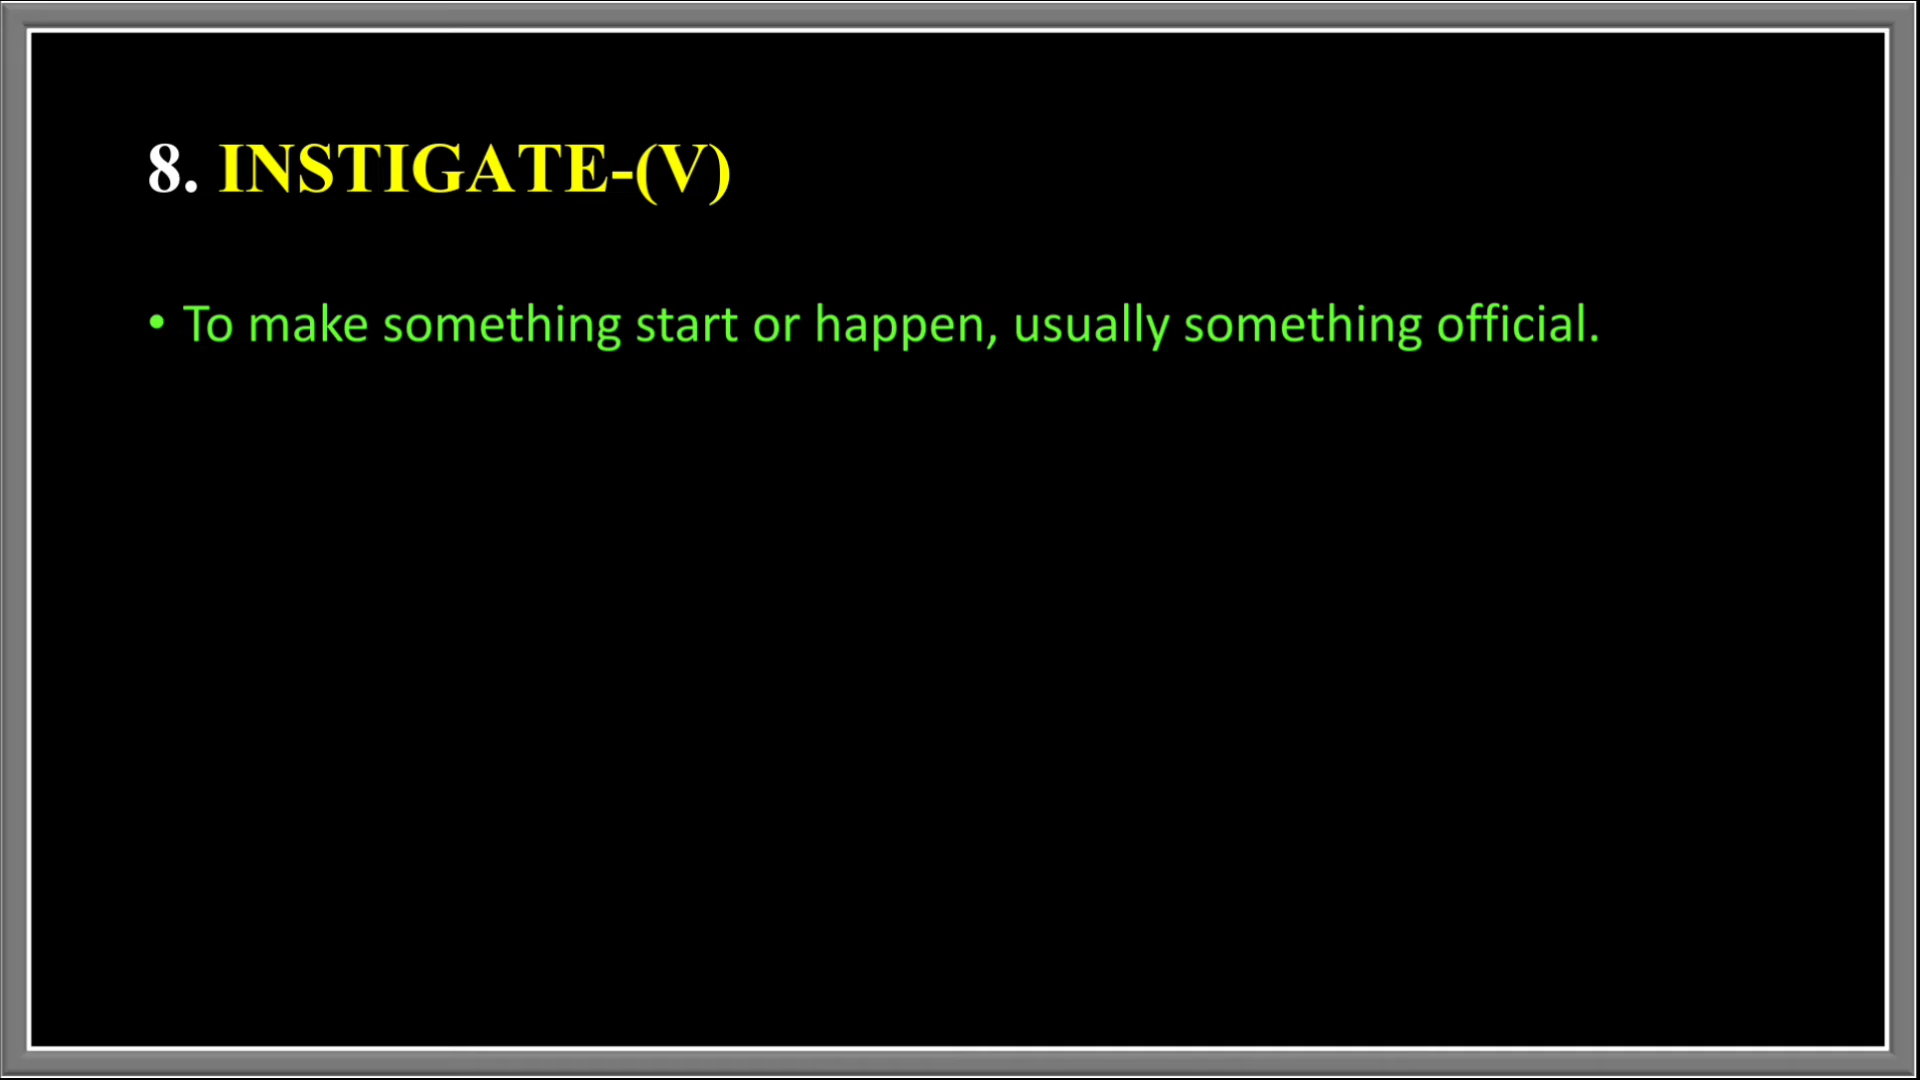 8. INSTIGATE-(V)
• To make something start or happen, usually something official.